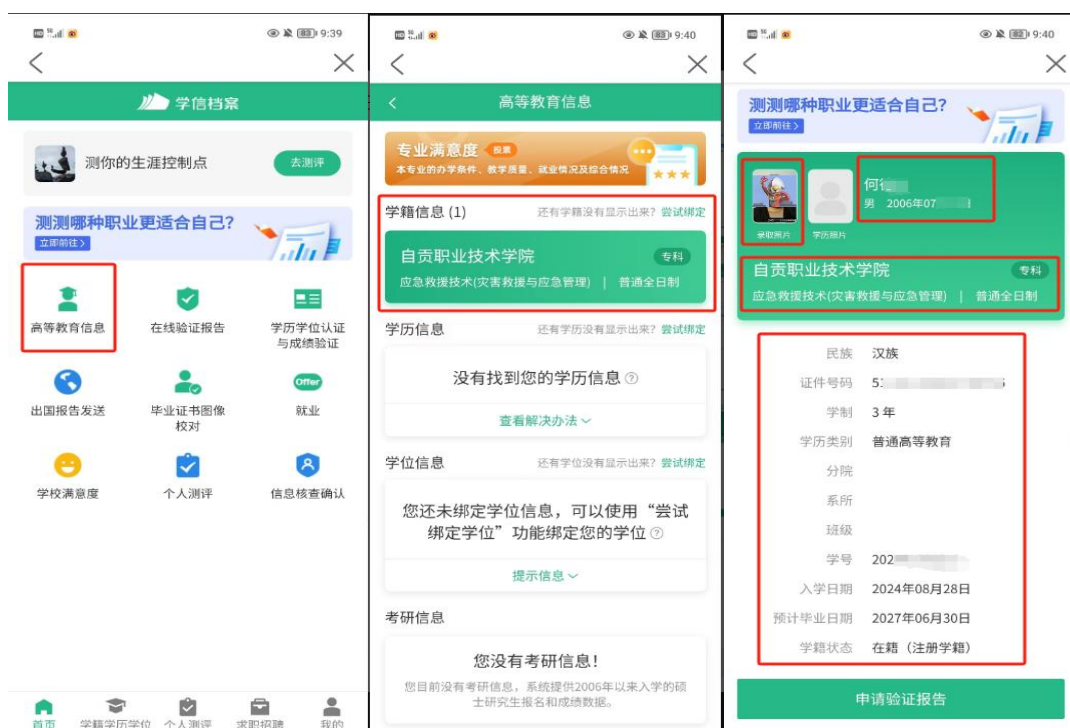 9:39
学信档案
测你的生涯控制点
去测评
测测哪种职业更适合自己?
立即前往>
高等教育信息
在线验证报告
学历学位认证
与成绩验证
出国报告发送
毕业证书图像
校对
Offer
就业
学校满意度
个人测评
信息核查确认
首页
学籍学历学位
个人测评
求职招聘
我的
9:40
高等教育信息
专业满意度
投票
本专业的办学条件、教学质量、就业情况及综合情况
学籍信息 (1)
还有学籍没有显示出来? 尝试绑定
自贡职业技术学院
专科
应急救援技术(灾害救援与应急管理) | 普通全日制
学历信息
还有学历没有显示出来? 尝试绑定
没有找到您的学历信息
查看解决办法
学位信息
还有学位没有显示出来? 尝试绑定
您还未绑定学位信息，可以使用“尝试
绑定学位”功能绑定您的学位
提示信息
考研信息
您没有考研信息！
您目前没有考研信息，系统提供2006年以来入学的硕
士研究生报名和成绩数据。
9:40
测测哪种职业更适合自己?
立即前往>
何
男 2006年07
录取照片
学历照片
自贡职业技术学院
专科
应急救援技术(灾害救援与应急管理) | 普通全日制
民族 汉族
证件号码 5
学制 3 年
学历类别 普通高等教育
分院
系所
班级
学号 202
入学日期 2024年08月28日
预计毕业日期 2027年06月30日
学籍状态 在籍（注册学籍）
申请验证报告